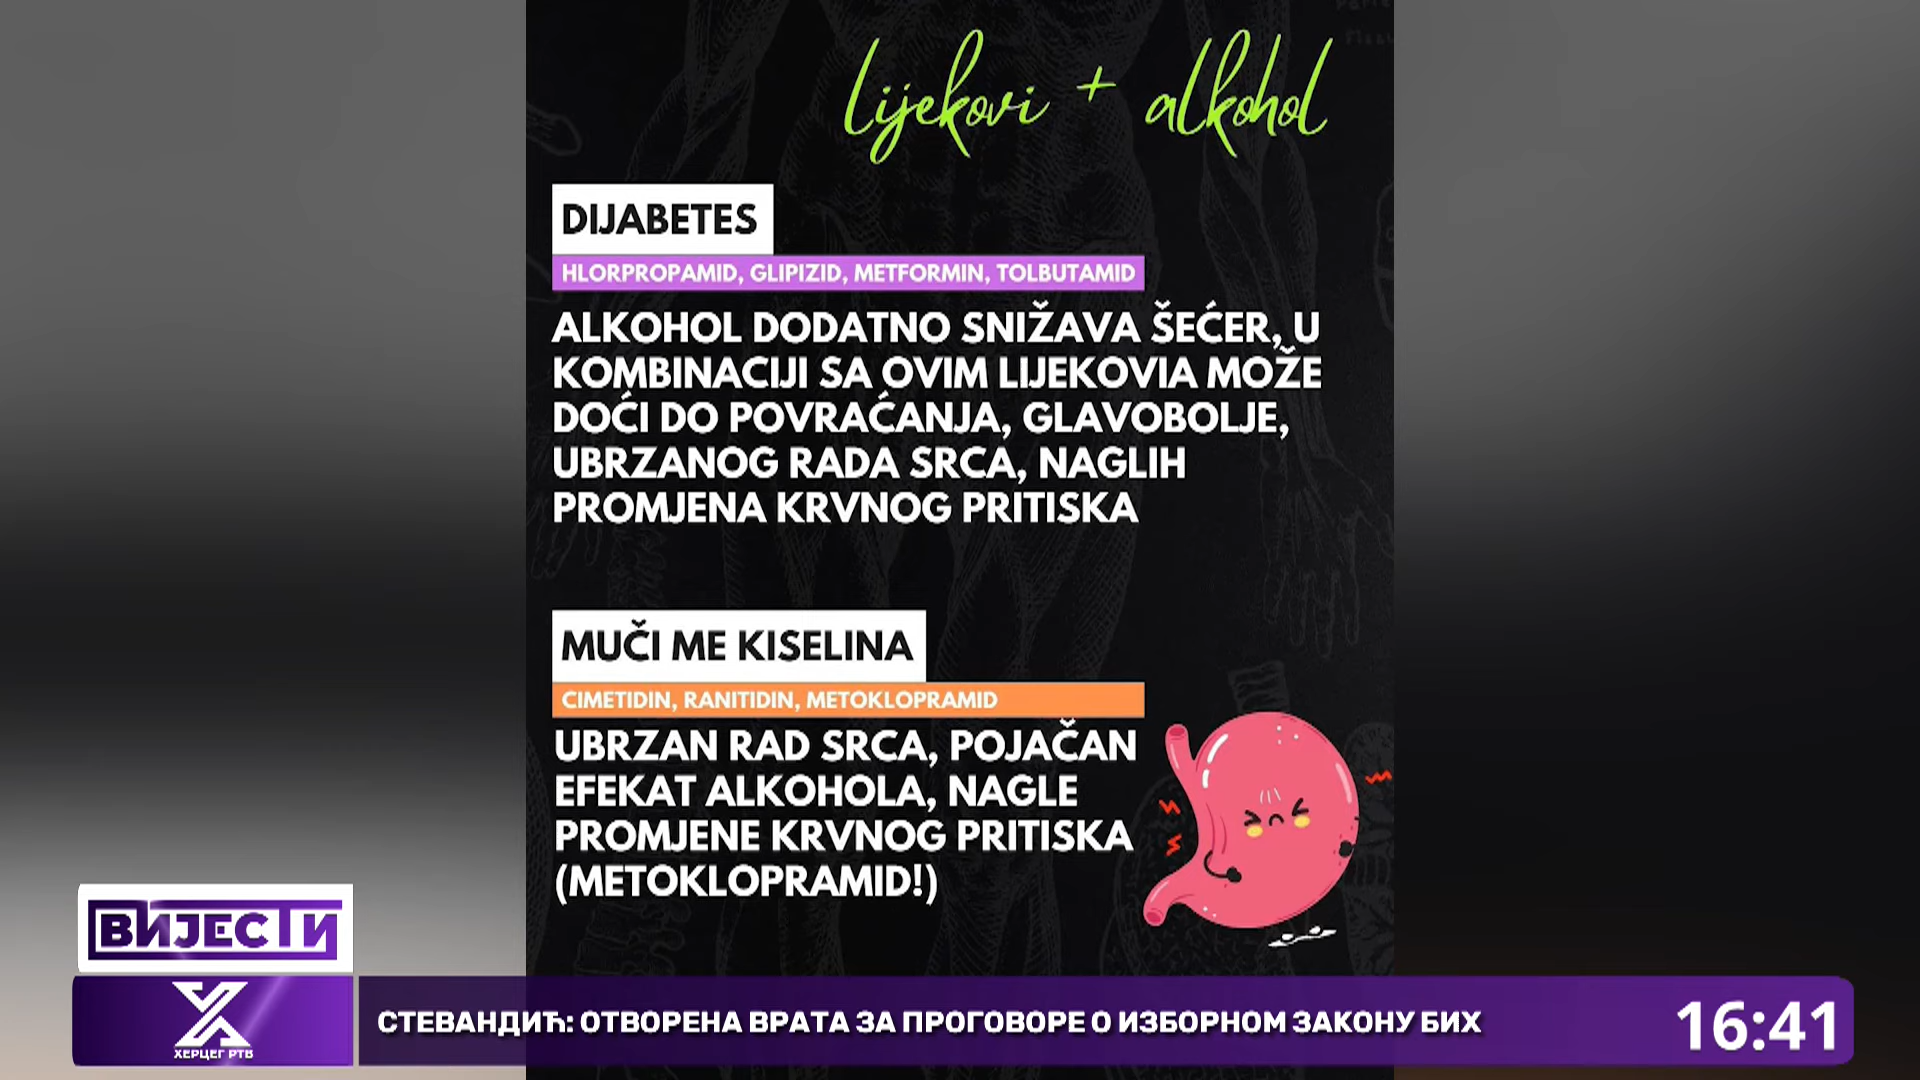 lijekovi + alkohol
DIJABETES
HLORPROPAMID, GLIPIZID, METFORMIN, TOLBUTAMID
ALKOHOL DODATNO SNIŽAVA ŠEĆER, U
KOMBINACIJI SA OVIM LIJEKOVIA MOŽE
DOĆI DO POVRAĆANJA, GLAVOBOLJE,
UBRZANOG RADA SRCA, NAGLIH
PROMJENA KRVNOG PRITISKA
MUČI ME KISELINA
CIMETIDIN, RANITIDIN, METOKLOPRAMID
UBRZAN RAD SRCA, POJAČAN
EFEKAT ALKOHOLA, NAGLE
PROMJENE KRVNOG PRITISKA
(METOKLOPRAMID!)
ВИЈЕСТИ
ХЕРЦЕГ РТВ
СТЕВАНДИЋ: ОТВОРЕНА ВРАТА ЗА ПРОГОВОРЕ О ИЗБОРНОМ ЗАКОНУ БИХ
16:41